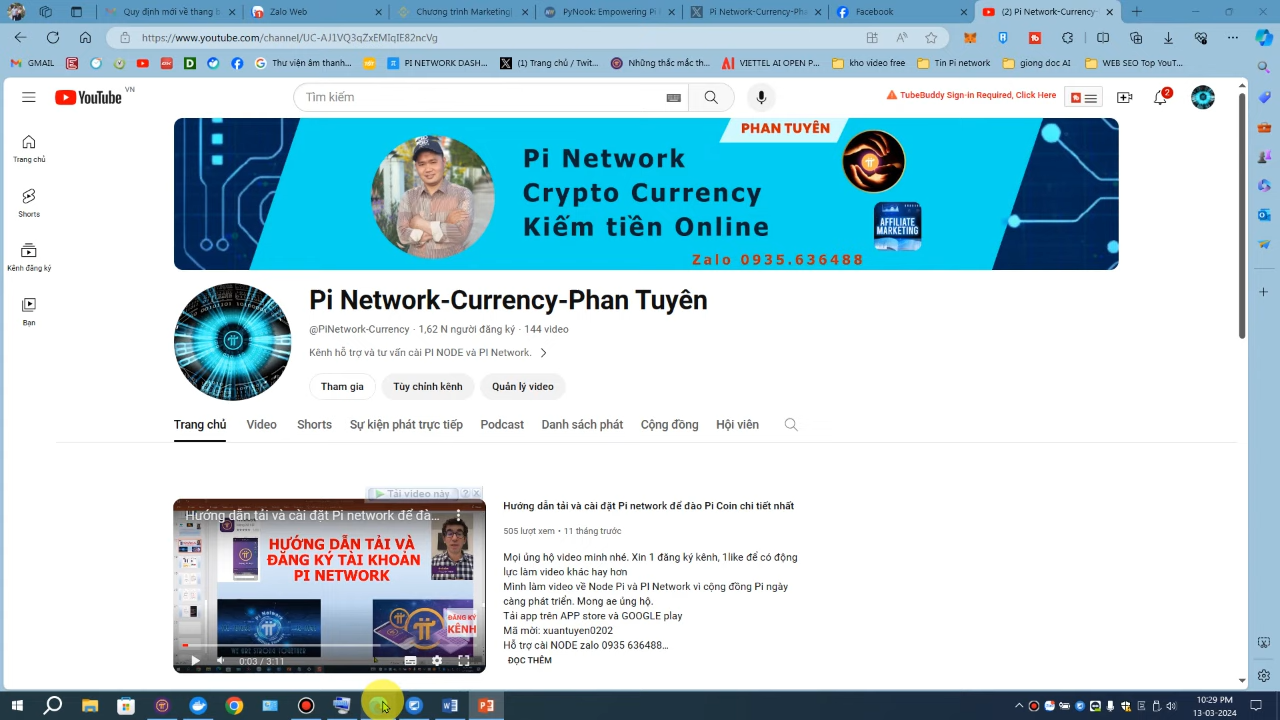 Quy định mới về thang b
Zalo Web
Chương trình Marketing
PyNook: Empowering Pi
Pi Network-Currency-Pha
Facebook
(2) Pi Network-Currency-
https://www.youtube.com/channel/UC-AJ1VQ3qZxEMIqIE82ncVg
GMAIL
Thư viện âm thanh...
PI NETWORK DASH...
(1) Trang chủ / Twit...
Những thắc mắc th...
VIETTEL AI OPEN P...
kho video free
Tin Pi network
giong doc AI
WEB SEO Top YouT...
YouTube VN
Tìm kiếm
TubeBuddy Sign-in Required, Click Here
2
Trang chủ
Shorts
Kênh đăng ký
Bạn
PHAN TUYÊN
Pi Network
Crypto Currency
Kiếm tiền Online
AFFILIATE
MARKETING
Zalo 0935.636488
Pi Network-Currency-Phan Tuyên
@PiNetwork-Currency · 1,62 N người đăng ký · 144 video
Kênh hỗ trợ và tư vấn cài PI NODE và PI Network.
Tham gia
Tùy chỉnh kênh
Quản lý video
Trang chủ
Video
Shorts
Sự kiện phát trực tiếp
Podcast
Danh sách phát
Cộng đồng
Hội viên
Tải video này
Hướng dẫn tải và cài đặt Pi network để đà...
HƯỚNG DẪN TẢI VÀ
ĐĂNG KÝ TÀI KHOẢN
PI NETWORK
ĐĂNG KÝ
KÊNH
0:03 / 3:11
Hướng dẫn tải và cài đặt Pi network để đào Pi Coin chi tiết nhất
505 lượt xem • 11 tháng trước
Mọi ủng hộ video mình nhé. Xin 1 đăng ký kênh, 1like để có động
lực làm video khác hay hơn
Mình làm video về Node Pi và PI Network vì cộng đồng Pi ngày
càng phát triển. Mong ae ủng hộ.
Tải app trên APP store và GOOGLE play
Mã mời: xuantuyen0202
Hỗ trợ cài NODE zalo 0935 636488...
ĐỌC THÊM
10:29 PM
13-03-2024